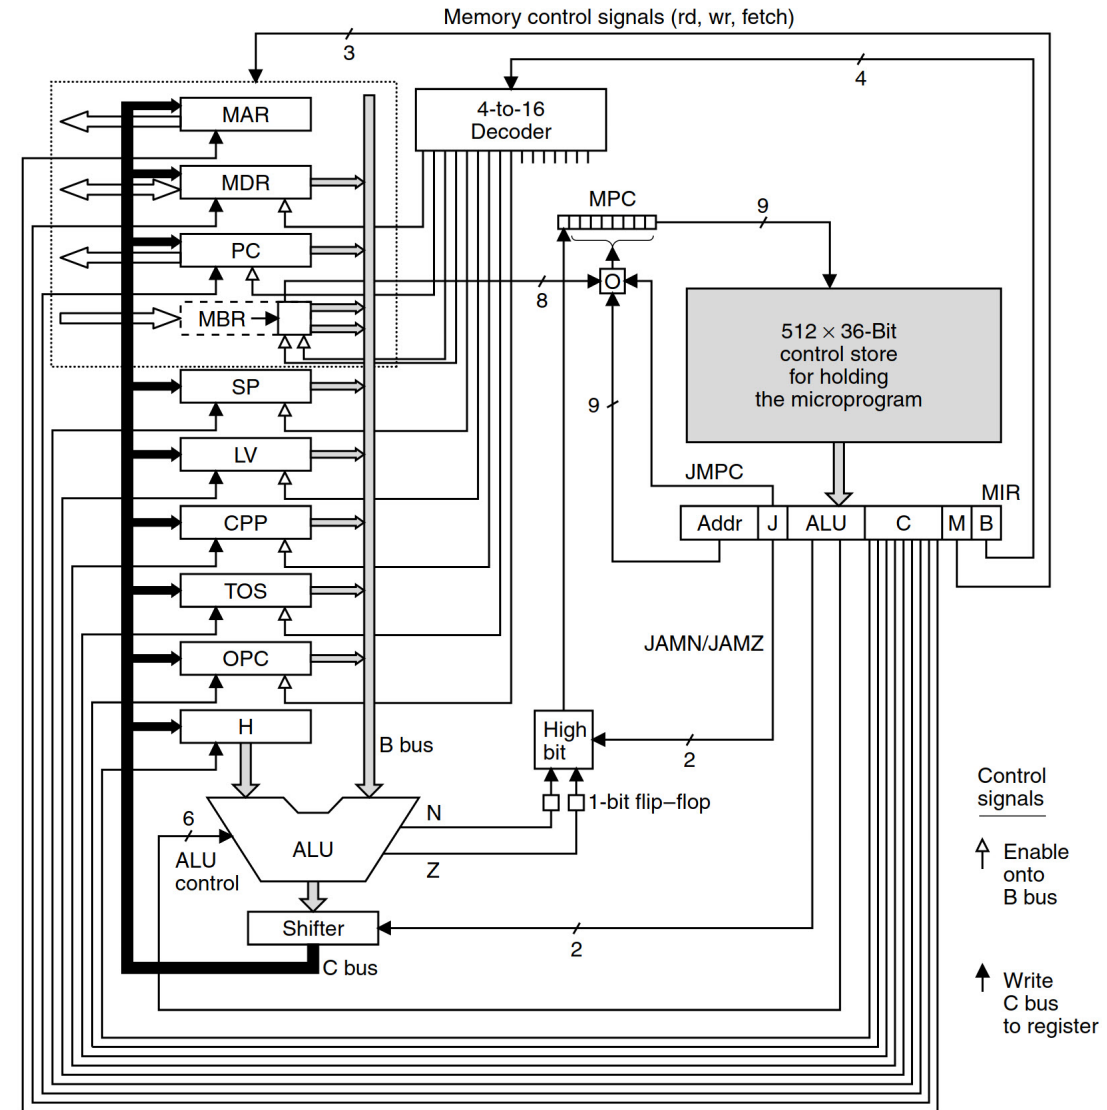 Memory control signals (rd, wr, fetch)
3
4
MAR
4-to-16
Decoder
MDR
MPC
9
PC
8
O
MBR
512 × 36-Bit
control store
for holding
the microprogram
SP
9
LV
JMPC
MIR
CPP
Addr
J
ALU
C
M
B
TOS
JAMN/JAMZ
OPC
H
B bus
High
bit
2
Control
signals
N
1-bit flip–flop
6
ALU
control
ALU
Z
Enable
onto
B bus
Shifter
2
C bus
Write
C bus
to register